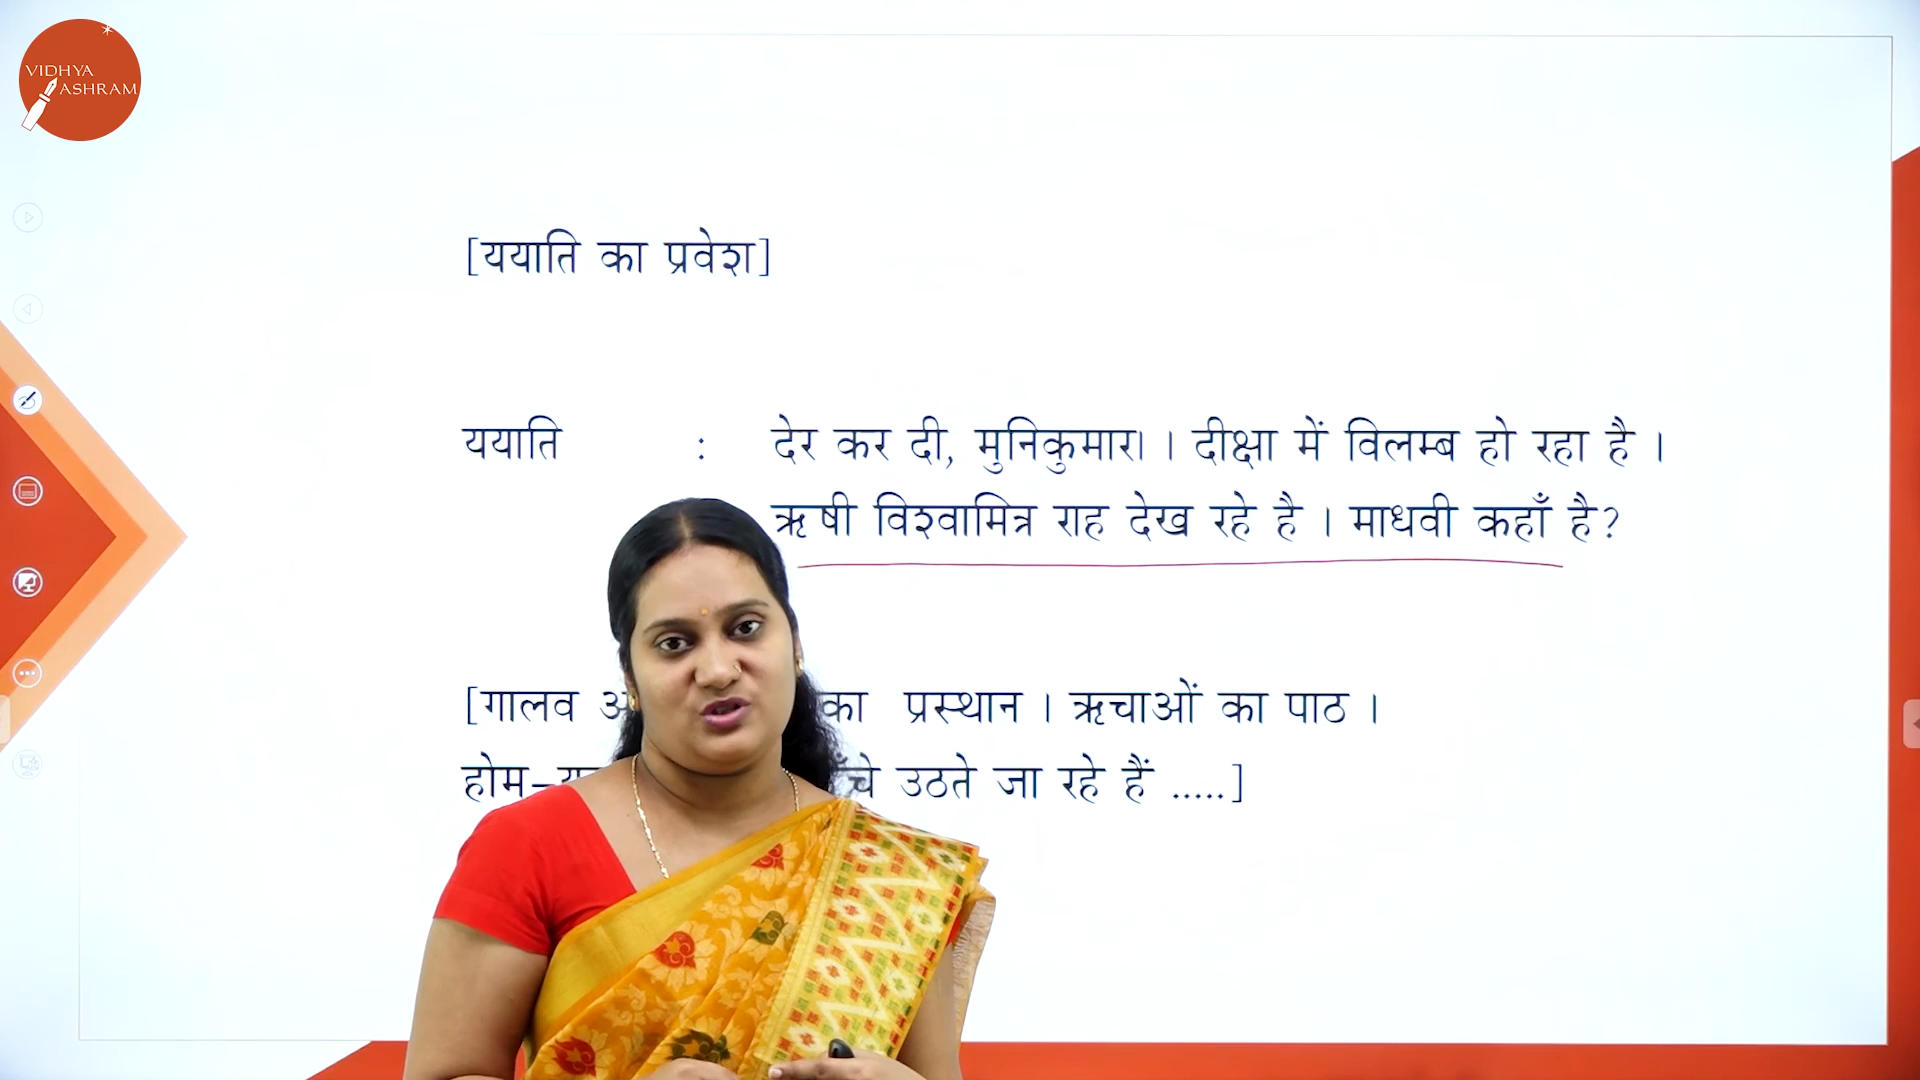 VIDHYA
ASHRAM
[ययाति का प्रवेश]
ययाति : देर कर दी, मुनिकुमार। । दीक्षा में विलम्ब हो रहा है ।
ऋषी विश्वामित्र राह देख रहे है । माधवी कहाँ है?
[गालव का प्रस्थान । ऋचाओं का पाठ ।
उठते जा रहे हैं .....]